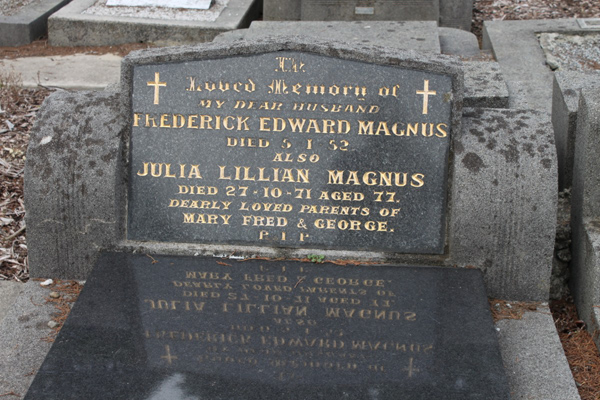 In
Loved Memory of
MY DEAR HUSBAND
FREDERICK EDWARD MAGNUS
DIED 5·1·52
ALSO
JULIA LILLIAN MAGNUS
DIED 27-10-71 AGED 77.
DEARLY LOVED PARENTS OF
MARY FRED & GEORGE.
R I P